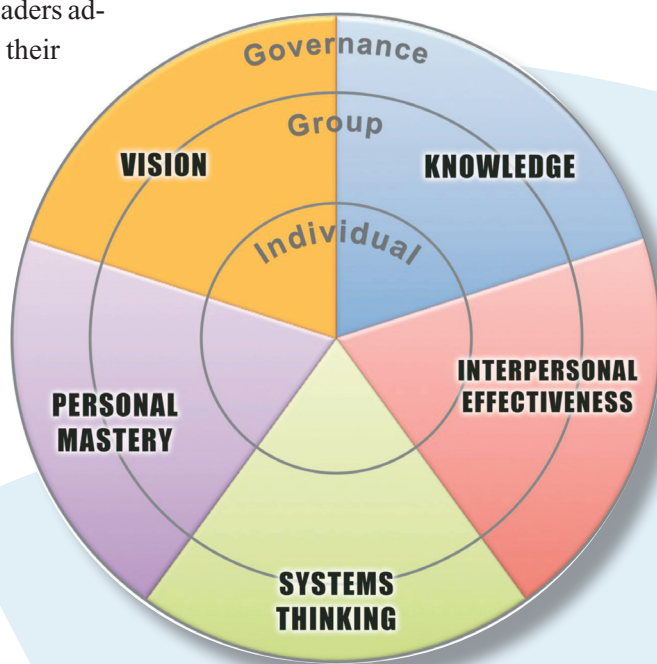 aders ad-
their
Governance
Group
VISION
KNOWLEDGE
Individual
INTERPERSONAL
EFFECTIVENESS
PERSONAL
MASTERY
SYSTEMS
THINKING